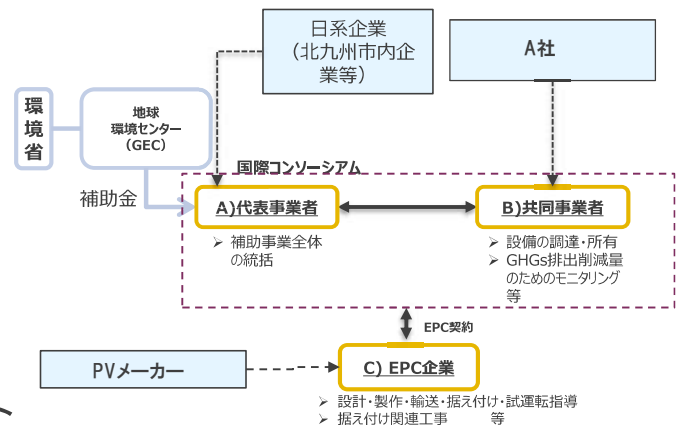 日系企業
（北九州市内企
業等）
A社
環
境
省
地球
環境センター
（GEC）
国際コンソーシアム
補助金
A)代表事業者
➢ 補助事業全体
の統括
B)共同事業者
➢ 設備の調達・所有
➢ GHGs排出削減量
のためのモニタリング
等
EPC契約
PVメーカー
C) EPC企業
➢ 設計・製作・輸送・据え付け・試運転指導
➢ 据え付け関連工事 等